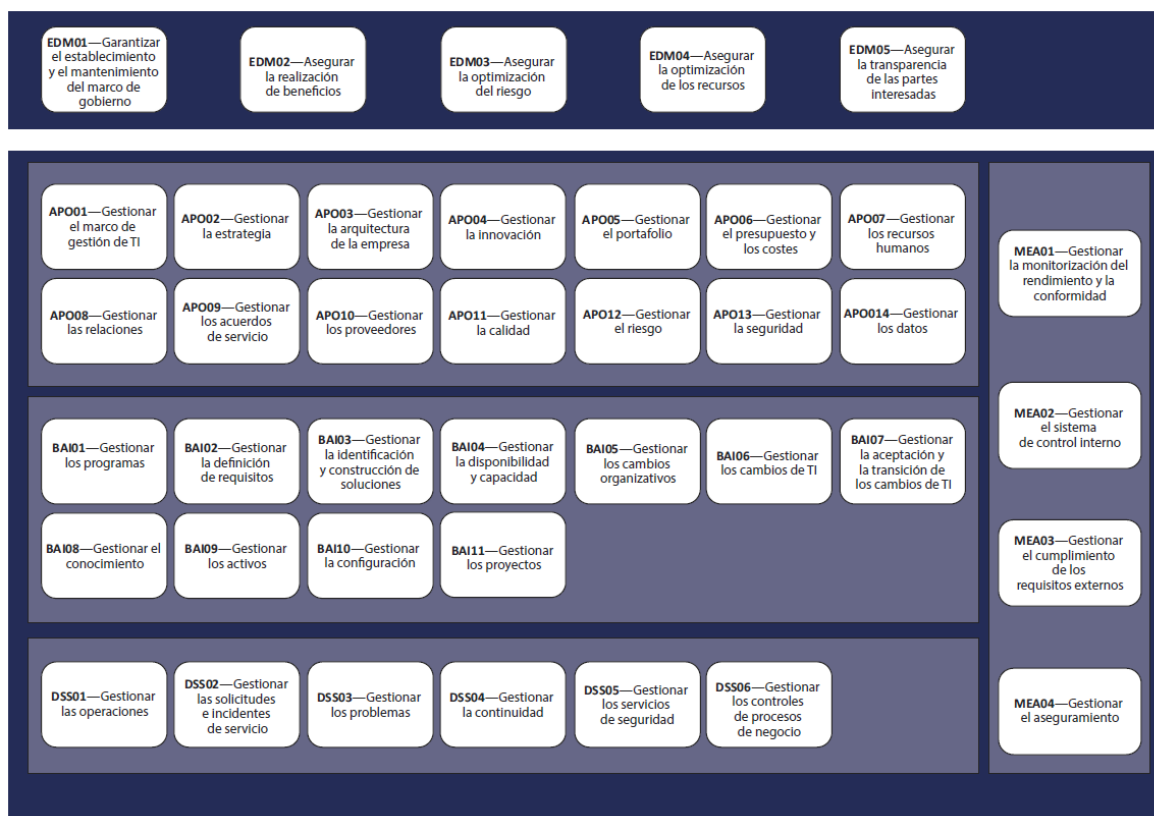 EDM01—Garantizar
el establecimiento
y el mantenimiento
del marco de
gobierno
EDM02—Asegurar
la realización
de beneficios
EDM03—Asegurar
la optimización
del riesgo
EDM04—Asegurar
la optimización
de los recursos
EDM05—Asegurar
la transparencia
de las partes
interesadas
APO01—Gestionar
el marco de
gestión de TI
APO02—Gestionar
la estrategia
APO03—Gestionar
la arquitectura
de la empresa
APO04—Gestionar
la innovación
APO05—Gestionar
el portafolio
APO06—Gestionar
el presupuesto y
los costes
APO07—Gestionar
los recursos
humanos
APO08—Gestionar
las relaciones
APO09—Gestionar
los acuerdos
de servicio
APO10—Gestionar
los proveedores
APO11—Gestionar
la calidad
APO12—Gestionar
el riesgo
APO13—Gestionar
la seguridad
APO014—Gestionar
los datos
BAI01—Gestionar
los programas
BAI02—Gestionar
la definición
de requisitos
BAI03—Gestionar
la identificación
y construcción de
soluciones
BAI04—Gestionar
la disponibilidad
y capacidad
BAI05—Gestionar
los cambios
organizativos
BAI06—Gestionar
los cambios de TI
BAI07—Gestionar
la aceptación y
la transición de
los cambios de TI
BAI08—Gestionar el
conocimiento
BAI09—Gestionar
los activos
BAI10—Gestionar
la configuración
BAI11—Gestionar
los proyectos
DSS01—Gestionar
las operaciones
DSS02—Gestionar
las solicitudes
e incidentes
de servicio
DSS03—Gestionar
los problemas
DSS04—Gestionar
la continuidad
DSS05—Gestionar
los servicios
de seguridad
DSS06—Gestionar
los controles
de procesos
de negocio
MEA01—Gestionar
la monitorización del
rendimiento y la
conformidad
MEA02—Gestionar
el sistema
de control interno
MEA03—Gestionar
el cumplimiento
de los
requisitos externos
MEA04—Gestionar
el aseguramiento